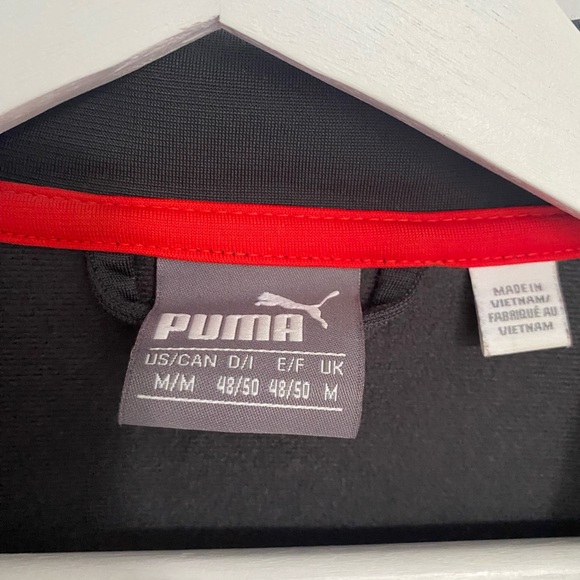 PUMA
US/CAN D/I E/F UK
M/M 48/50 48/50 M
MADE IN
VIETNAM/
FABRIQUÉ AU
VIETNAM